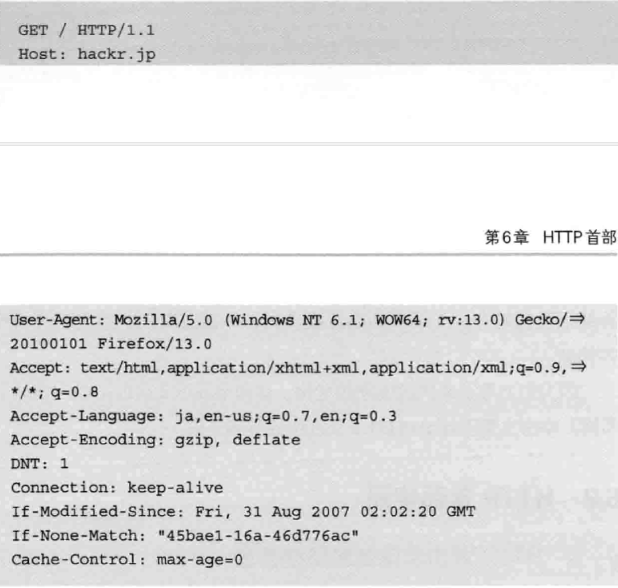 GET / HTTP/1.1
Host: hackr.jp
第6章 HTTP首部
User-Agent: Mozilla/5.0 (Windows NT 6.1; WOW64; rv:13.0) Gecko/⇒
20100101 Firefox/13.0
Accept: text/html,application/xhtml+xml,application/xml;q=0.9,⇒
*/*; q=0.8
Accept-Language: ja,en-us;q=0.7,en;q=0.3
Accept-Encoding: gzip, deflate
DNT: 1
Connection: keep-alive
If-Modified-Since: Fri, 31 Aug 2007 02:02:20 GMT
If-None-Match: "45bae1-16a-46d776ac"
Cache-Control: max-age=0